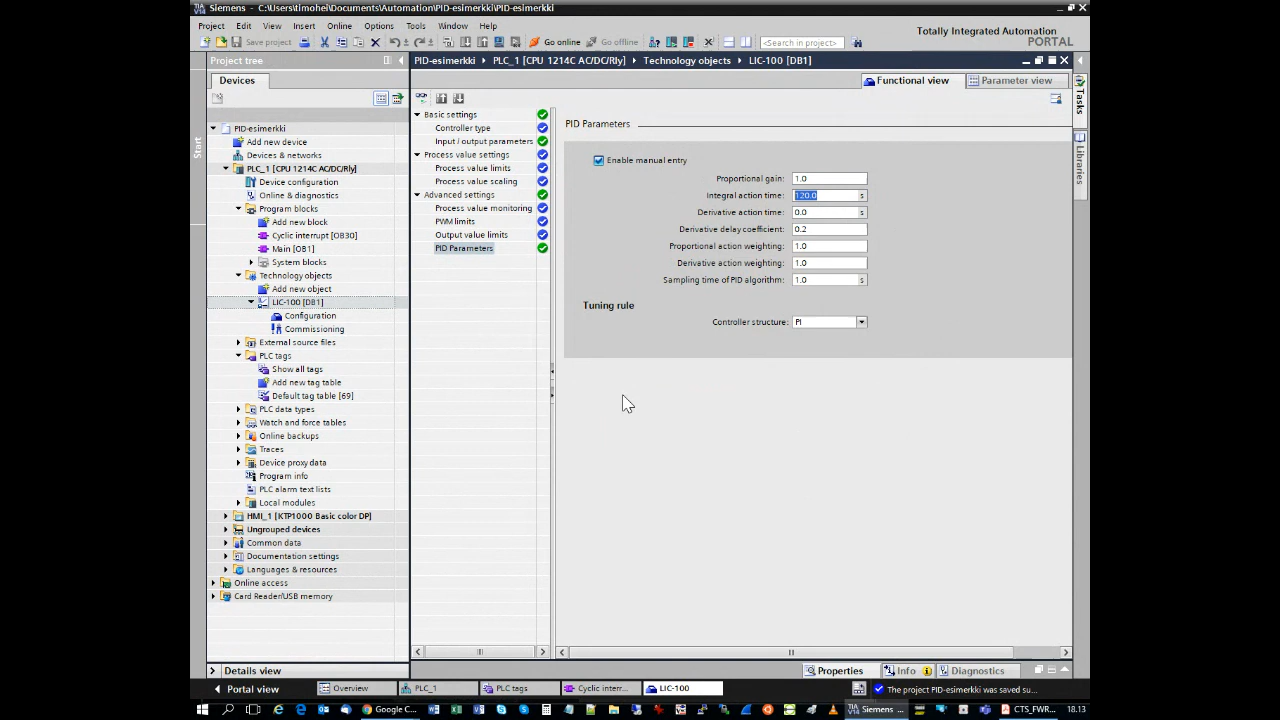 Siemens - C:\Users\timohei\Documents\Automation\PID-esimerkki\PID-esimerkki
Project Edit View Insert Online Options Tools Window Help
Totally Integrated Automation
PORTAL
Save project Go online Go offline <Search in project>
Project tree
PID-esimerkki PLC_1 [CPU 1214C AC/DC/Rly] Technology objects LIC-100 [DB1]
Devices
Functional view Parameter view
Tasks
Libraries
Start
PID-esimerkki
Add new device
Devices & networks
PLC_1 [CPU 1214C AC/DC/Rly]
Device configuration
Online & diagnostics
Program blocks
Add new block
Cyclic interrupt [OB30]
Main [OB1]
System blocks
Technology objects
Add new object
LIC-100 [DB1]
Configuration
Commissioning
External source files
PLC tags
Show all tags
Add new tag table
Default tag table [69]
PLC data types
Watch and force tables
Online backups
Traces
Device proxy data
Program info
PLC alarm text lists
Local modules
HMI_1 [KTP1000 Basic color DP]
Ungrouped devices
Common data
Documentation settings
Languages & resources
Online access
Card Reader/USB memory
Basic settings
Controller type
Input / output parameters
Process value settings
Process value limits
Process value scaling
Advanced settings
Process value monitoring
PWM limits
Output value limits
PID Parameters
PID Parameters
Enable manual entry
Proportional gain: 1.0
Integral action time: 120.0 s
Derivative action time: 0.0 s
Derivative delay coefficient: 0.2
Proportional action weighting: 1.0
Derivative action weighting: 1.0
Sampling time of PID algorithm: 1.0 s
Tuning rule
Controller structure: PI
Details view
Properties Info Diagnostics
Portal view Overview PLC_1 PLC tags Cyclic interr... LIC-100 The project PID-esimerkki was saved su...
Google C... Siemens ... CTS_FWR... 18.13